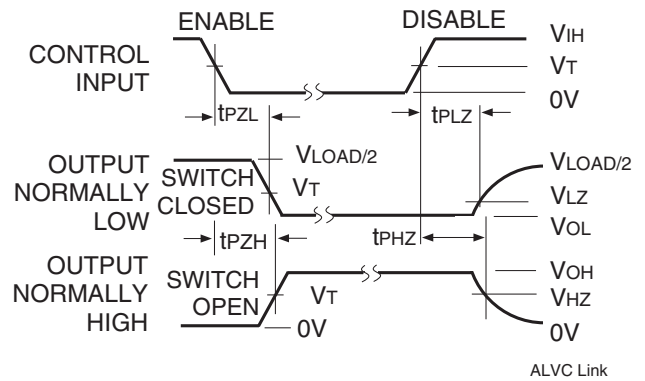 ENABLE DISABLE
CONTROL INPUT
VIH
VT
0V
tPZL
tPLZ
OUTPUT NORMALLY LOW
SWITCH CLOSED
VLOAD/2
VT
VLOAD/2
VLZ
VOL
tPZH
tPHZ
OUTPUT NORMALLY HIGH
SWITCH OPEN
VT
0V
VOH
VHZ
0V
ALVC Link